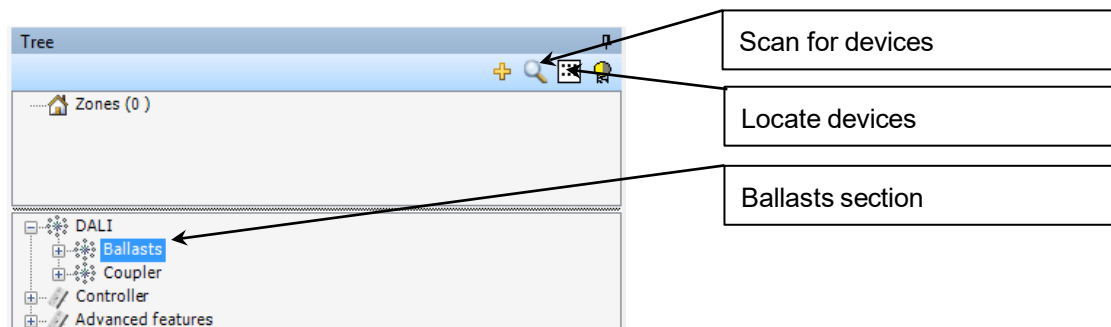 Tree
Zones (0 )
DALI
Ballasts
Coupler
Controller
Advanced features
Scan for devices
Locate devices
Ballasts section